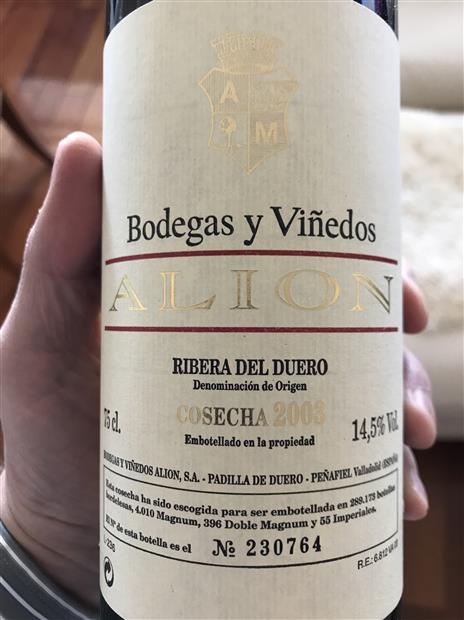 A
M
Bodegas y Viñedos
ALION
RIBERA DEL DUERO
Denominación de Origen
COSECHA 2003
75 cl.
14,5% Vol.
Embotellado en la propiedad
BODEGAS Y VIÑEDOS ALION, S.A. - PADILLA DE DUERO - PEÑAFIEL Valladolid (ESPAÑA)
Esta cosecha ha sido escogida para ser embotellada en 289.173 botellas
bordelesas, 4.010 Magnum, 396 Doble Magnum y 55 Imperiales.
El Nº de esta botella es el Nº 230764
L-236
R.E.: 6.812